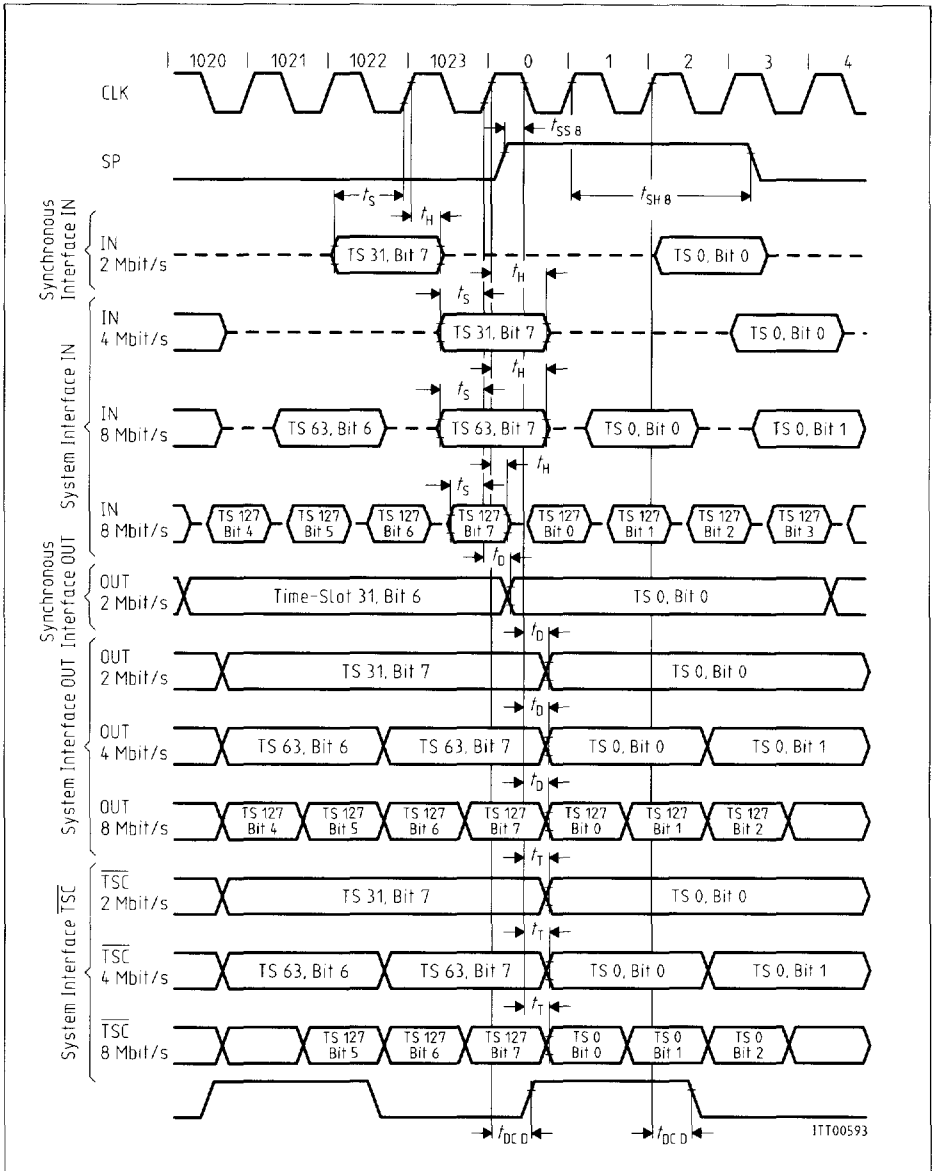 1020 1021 1022 1023 0 1 2 3 4
CLK
tSS 8
SP
tS
tSH 8
tH
Synchronous
Interface IN
IN
2 Mbit/s
TS 31, Bit 7
TS 0, Bit 0
tH
tS
System Interface IN
IN
4 Mbit/s
TS 31, Bit 7
TS 0, Bit 0
tH
tS
IN
8 Mbit/s
TS 63, Bit 6
TS 63, Bit 7
TS 0, Bit 0
TS 0, Bit 1
tH
tS
IN
8 Mbit/s
TS 127
Bit 4
TS 127
Bit 5
TS 127
Bit 6
TS 127
Bit 7
TS 127
Bit 0
TS 127
Bit 1
TS 127
Bit 2
TS 127
Bit 3
tD
Synchronous
Interface OUT
OUT
2 Mbit/s
Time-Slot 31, Bit 6
TS 0, Bit 0
tD
System Interface OUT
OUT
2 Mbit/s
TS 31, Bit 7
TS 0, Bit 0
tD
OUT
4 Mbit/s
TS 63, Bit 6
TS 63, Bit 7
TS 0, Bit 0
TS 0, Bit 1
tD
OUT
8 Mbit/s
TS 127
Bit 4
TS 127
Bit 5
TS 127
Bit 6
TS 127
Bit 7
TS 127
Bit 0
TS 127
Bit 1
TS 127
Bit 2
tT
System Interface TSC
TSC
2 Mbit/s
TS 31, Bit 7
TS 0, Bit 0
tT
TSC
4 Mbit/s
TS 63, Bit 6
TS 63, Bit 7
TS 0, Bit 0
TS 0, Bit 1
tT
TSC
8 Mbit/s
TS 127
Bit 5
TS 127
Bit 6
TS 127
Bit 7
TS 0
Bit 0
TS 0
Bit 1
TS 0
Bit 2
tDC D
tDC D
ITT00593